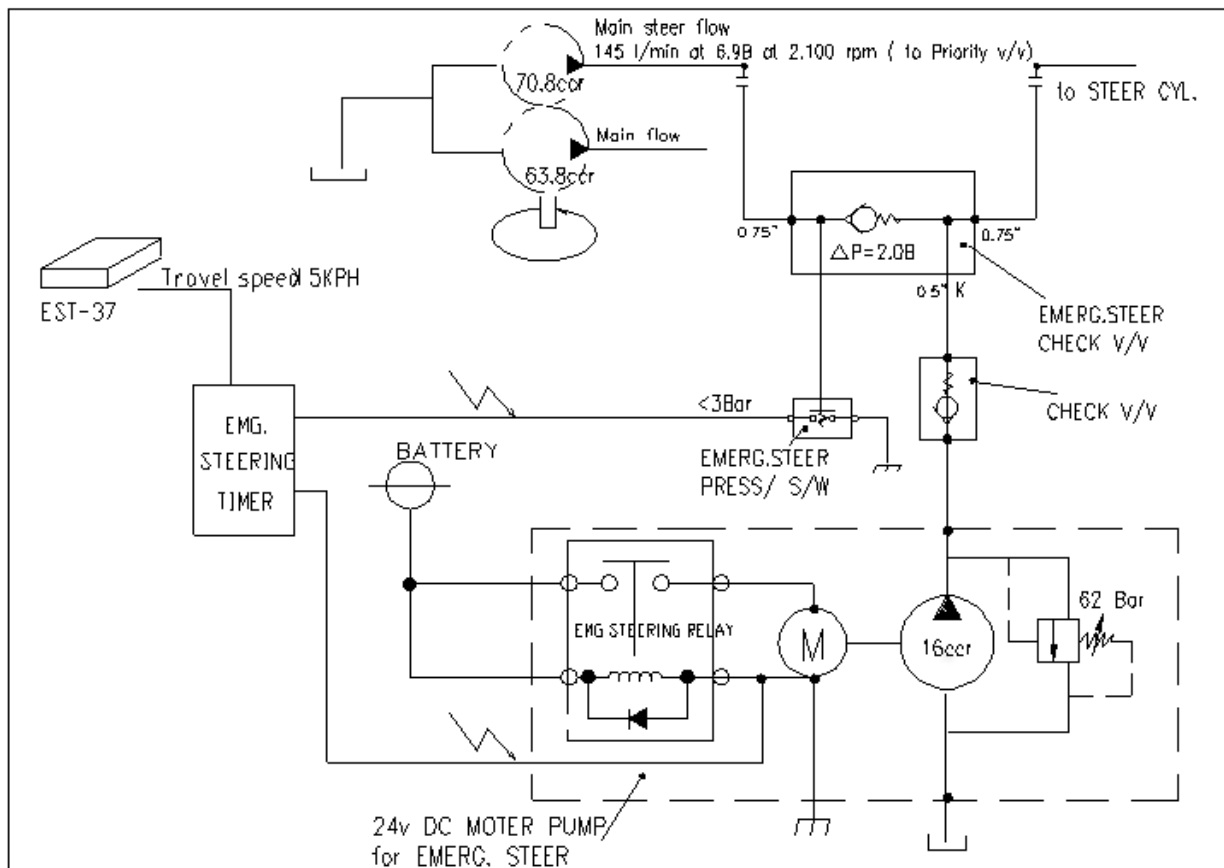 Main steer flow
145 l/min at 6.9B at 2.100 rpm ( to Priority v/v)
70.8ccr
to STEER CYL.
Main flow
63.8ccr
0.75"
△P=2.0B
0.75"
Travel speed 5KPH
EST-37
0.5" K
EMERG.STEER
CHECK V/V
<3Bar
CHECK V/V
EMG.
STEERING
TIMER
BATTERY
EMERG.STEER
PRESS/ S/W
EMG STEERING RELAY
M
16ccr
62 Bar
24v DC MOTER PUMP
for EMERG. STEER